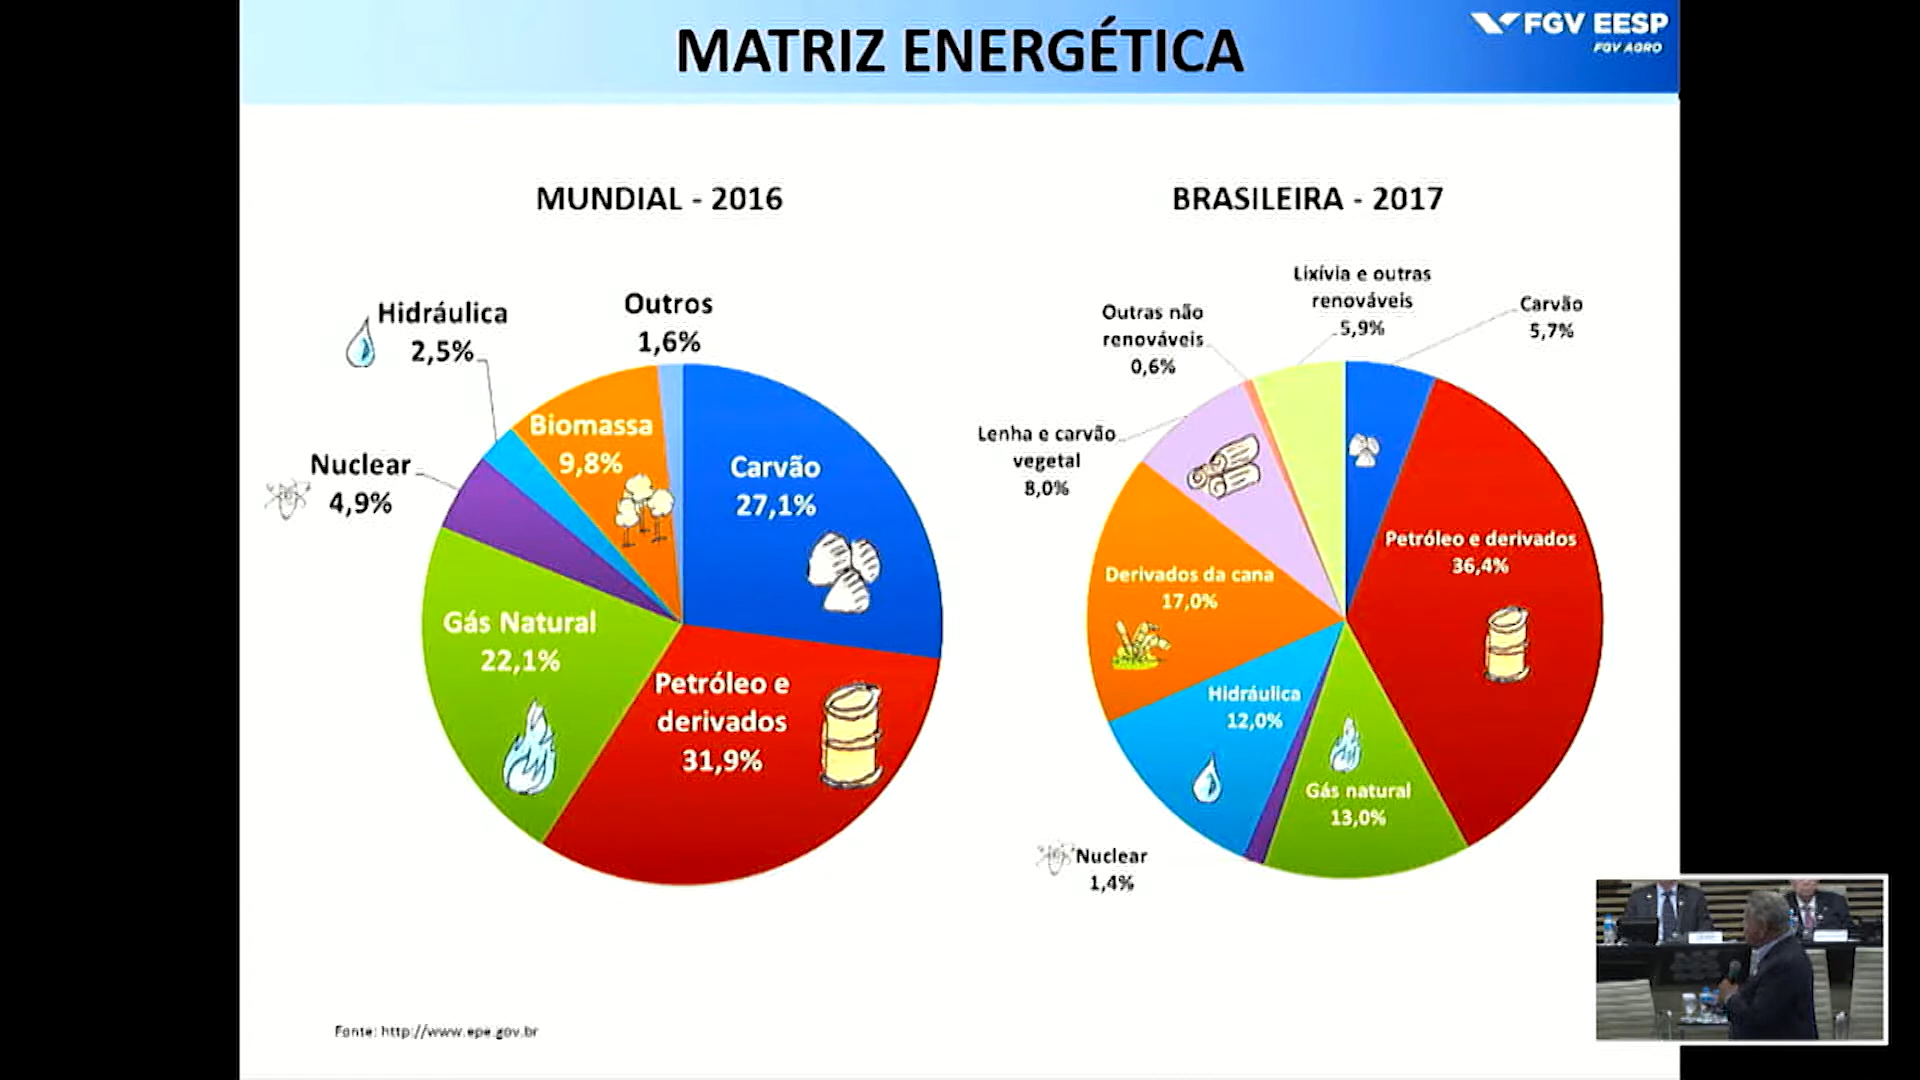 MATRIZ ENERGÉTICA
FGV EESP
FGV AGRO
MUNDIAL - 2016
Hidráulica
2,5%
Outros
1,6%
Biomassa
9,8%
Nuclear
4,9%
Carvão
27,1%
Gás Natural
22,1%
Petróleo e
derivados
31,9%
BRASILEIRA - 2017
Lixívia e outras
renováveis
5,9%
Carvão
5,7%
Outras não
renováveis
0,6%
Lenha e carvão
vegetal
8,0%
Petróleo e derivados
36,4%
Derivados da cana
17,0%
Hidráulica
12,0%
Gás natural
13,0%
Nuclear
1,4%
Fonte: http://www.epe.gov.br